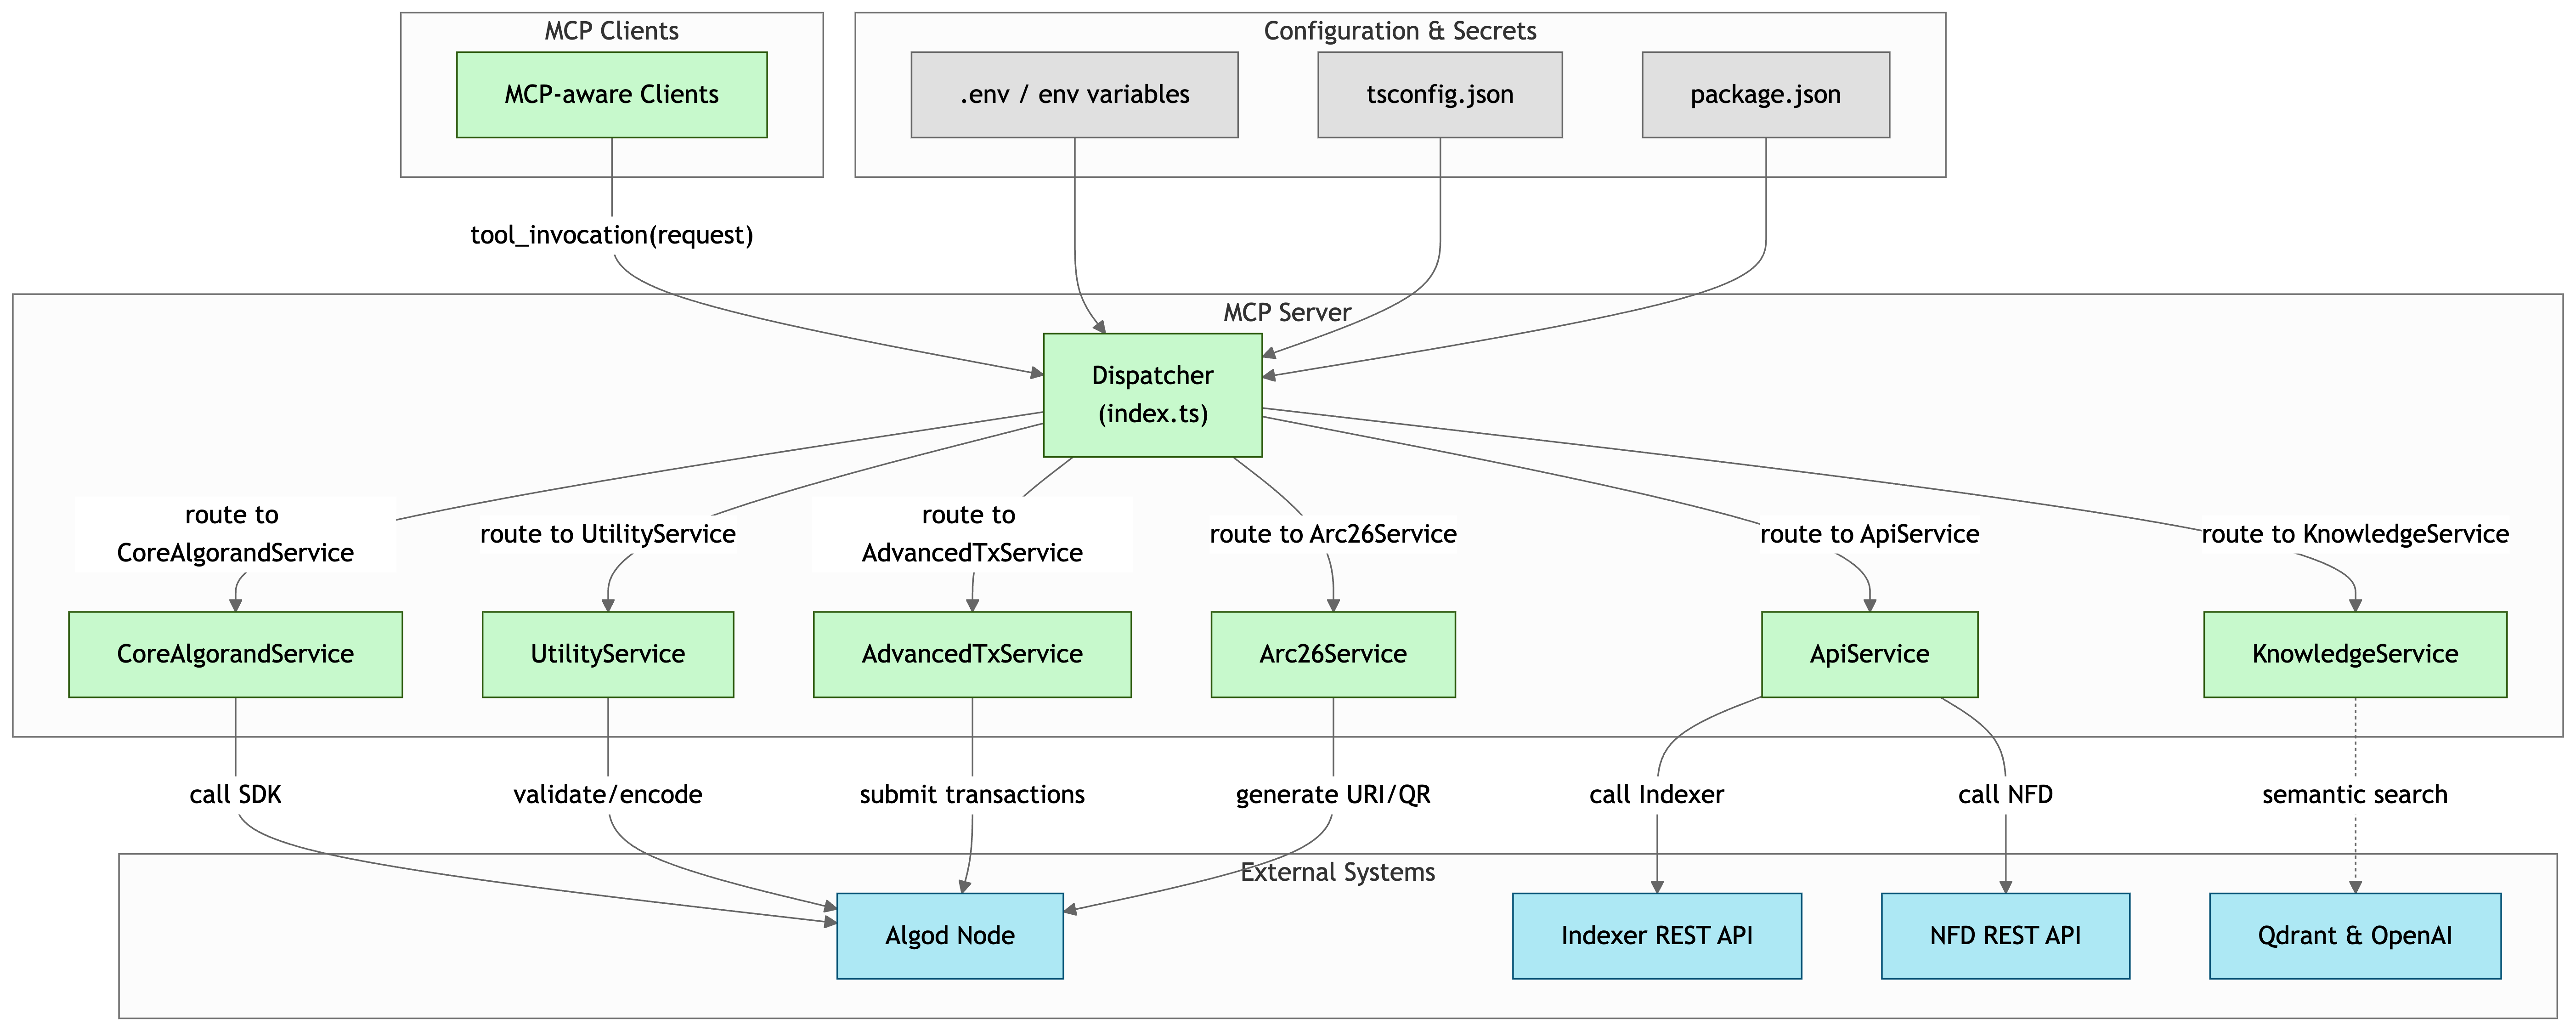 MCP Clients
Configuration & Secrets
MCP-aware Clients
.env / env variables
tsconfig.json
package.json
tool_invocation(request)
MCP Server
Dispatcher
(index.ts)
route to
CoreAlgorandService
route to UtilityService
route to
AdvancedTxService
route to Arc26Service
route to ApiService
route to KnowledgeService
CoreAlgorandService
UtilityService
AdvancedTxService
Arc26Service
ApiService
KnowledgeService
call SDK
validate/encode
submit transactions
generate URI/QR
call Indexer
call NFD
semantic search
External Systems
Algod Node
Indexer REST API
NFD REST API
Qdrant & OpenAI